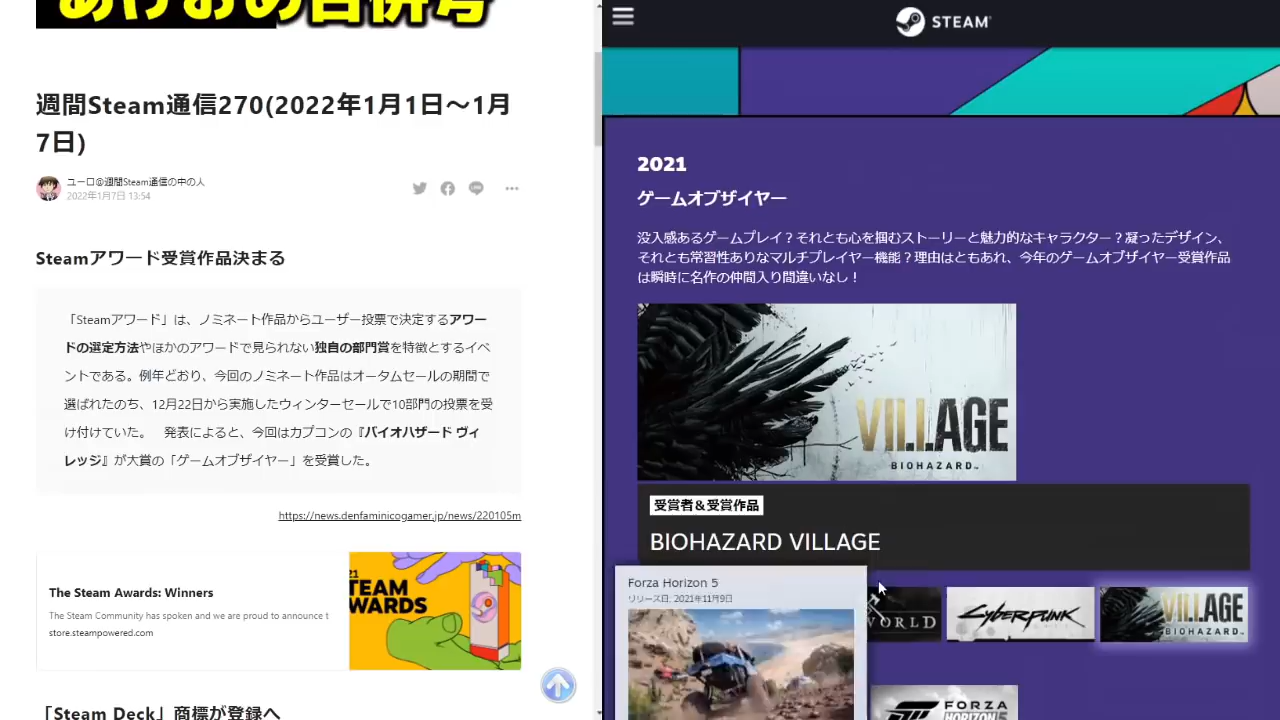 あけおめ合併号
週間Steam通信270(2022年1月1日〜1月
7日)
ユーロ@週間Steam通信の中の人
2022年1月7日 13:54
Steamアワード受賞作品決まる
「Steamアワード」は、ノミネート作品からユーザー投票で決定するアワー
ドの選定方法やほかのアワードで見られない独自の部門賞を特徴とするイベ
ントである。例年どおり、今回のノミネート作品はオータムセールの期間で
選ばれたのち、12月22日から実施したウィンターセールで10部門の投票を受
け付けていた。 発表によると、今回はカプコンの『バイオハザード ヴィ
レッジ』が大賞の「ゲームオブザイヤー」を受賞した。
https://news.denfaminicogamer.jp/news/220105m
The Steam Awards: Winners
The Steam Community has spoken and we are proud to announce t
store.steampowered.com
21
TEAM
WARDS
「Steam Deck」商標が登録へ
STEAM
2021
ゲームオブザイヤー
没入感あるゲームプレイ？それとも心を掴むストーリーと魅力的なキャラクター？凝ったデザイン、
それとも常習性ありなマルチプレイヤー機能？理由はともあれ、今年のゲームオブザイヤー受賞作品
は瞬時に名作の仲間入り間違いなし！
VILLAGE
BIOHAZARD
受賞者＆受賞作品
BIOHAZARD VILLAGE
Forza Horizon 5
リリース日: 2021年11月9日
WORLD
Cyberpunk
VILLAGE
BIOHAZARD
FORZA
HORIZON 5